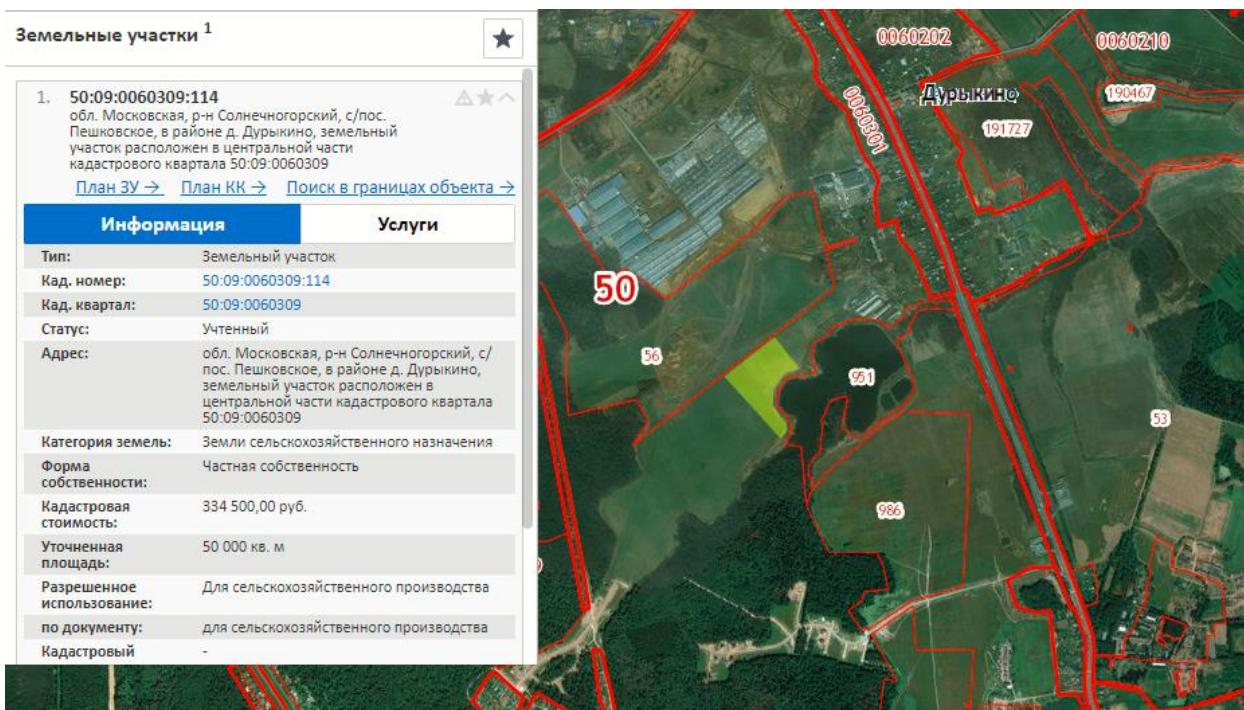 Земельные участки 1
1. 50:09:0060309:114
обл. Московская, р-н Солнечногорский, с/пос.
Пешковское, в районе д. Дурыкино, земельный
участок расположен в центральной части
кадастрового квартала 50:09:0060309
План ЗУ → План КК → Поиск в границах объекта →
Информация Услуги
Тип: Земельный участок
Кад. номер: 50:09:0060309:114
Кад. квартал: 50:09:0060309
Статус: Учтенный
Адрес: обл. Московская, р-н Солнечногорский, с/
пос. Пешковское, в районе д. Дурыкино,
земельный участок расположен в
центральной части кадастрового квартала
50:09:0060309
Категория земель: Земли сельскохозяйственного назначения
Форма Частная собственность
собственности:
Кадастровая 334 500,00 руб.
стоимость:
Уточненная 50 000 кв. м
площадь:
Разрешенное Для сельскохозяйственного производства
использование:
по документу: для сельскохозяйственного производства
Кадастровый -
0060202
0060210
Дурыкино
190467
0060301
191727
50
56
951
53
986